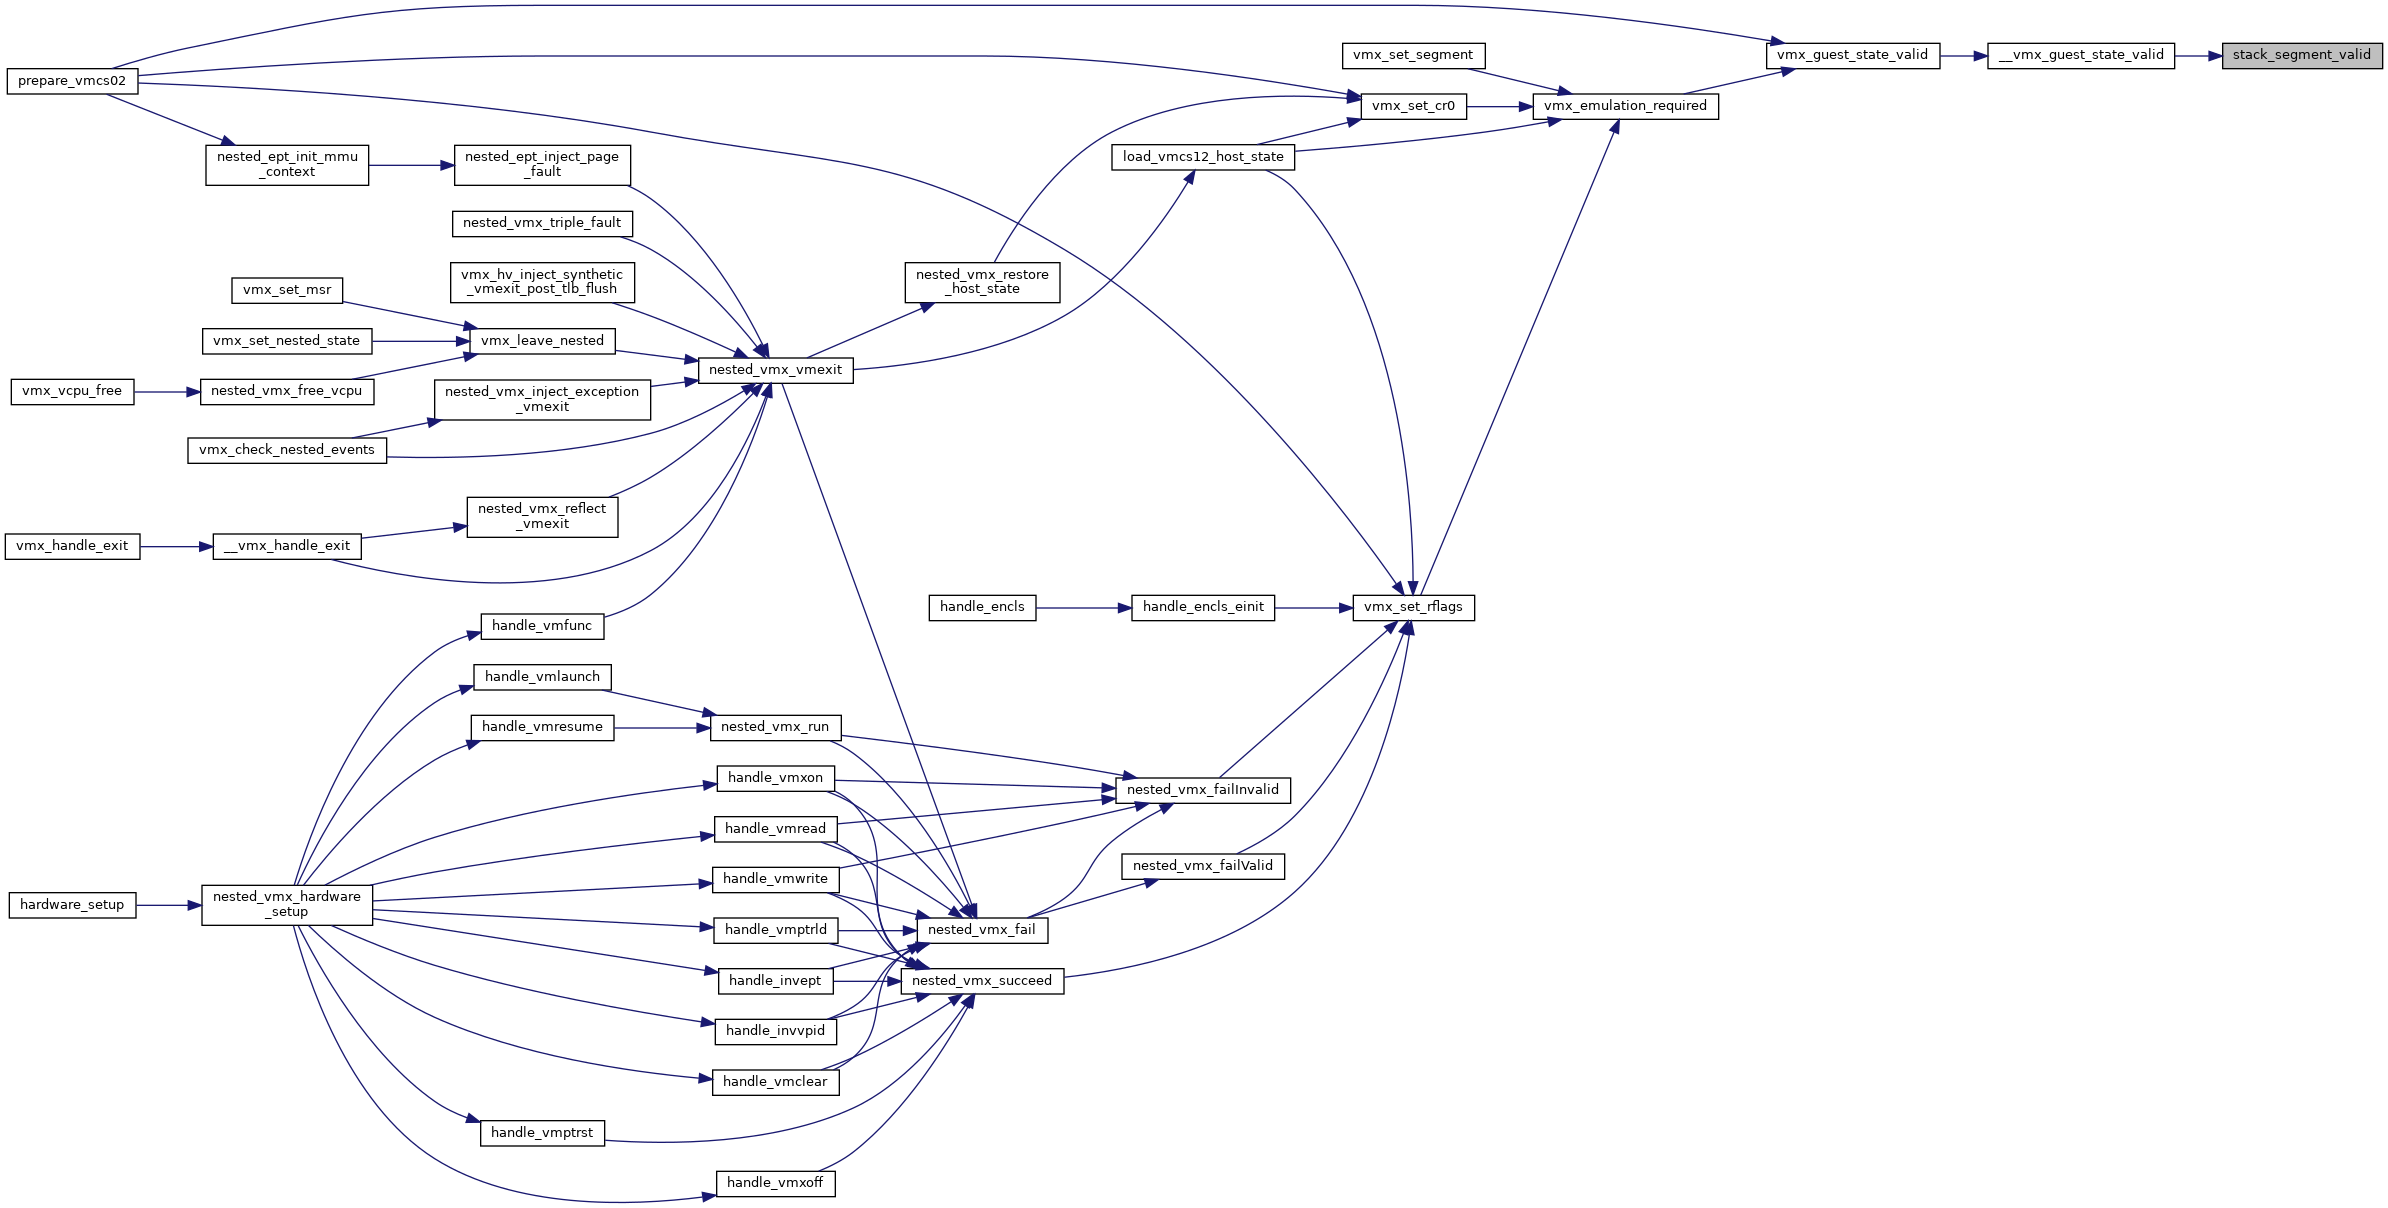 vmx_set_segment
vmx_guest_state_valid
__vmx_guest_state_valid
stack_segment_valid
prepare_vmcs02
vmx_set_cr0
vmx_emulation_required
nested_ept_init_mmu
_context
nested_ept_inject_page
_fault
load_vmcs12_host_state
nested_vmx_triple_fault
vmx_hv_inject_synthetic
_vmexit_post_tlb_flush
nested_vmx_restore
_host_state
vmx_set_msr
vmx_set_nested_state
vmx_leave_nested
nested_vmx_vmexit
vmx_vcpu_free
nested_vmx_free_vcpu
nested_vmx_inject_exception
_vmexit
vmx_check_nested_events
nested_vmx_reflect
_vmexit
vmx_handle_exit
__vmx_handle_exit
handle_encls
handle_encls_einit
vmx_set_rflags
handle_vmfunc
handle_vmlaunch
handle_vmresume
nested_vmx_run
handle_vmxon
nested_vmx_failInvalid
handle_vmread
nested_vmx_failValid
handle_vmwrite
hardware_setup
nested_vmx_hardware
_setup
handle_vmptrld
nested_vmx_fail
handle_invept
nested_vmx_succeed
handle_invvpid
handle_vmclear
handle_vmptrst
handle_vmxoff